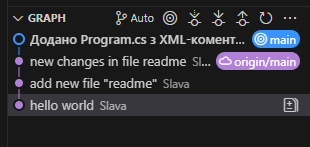 GRAPH Auto
Додано Program.cs з XML-комент... main
new changes in file readme Sl... origin/main
add new file "readme" Slava
hello world Slava